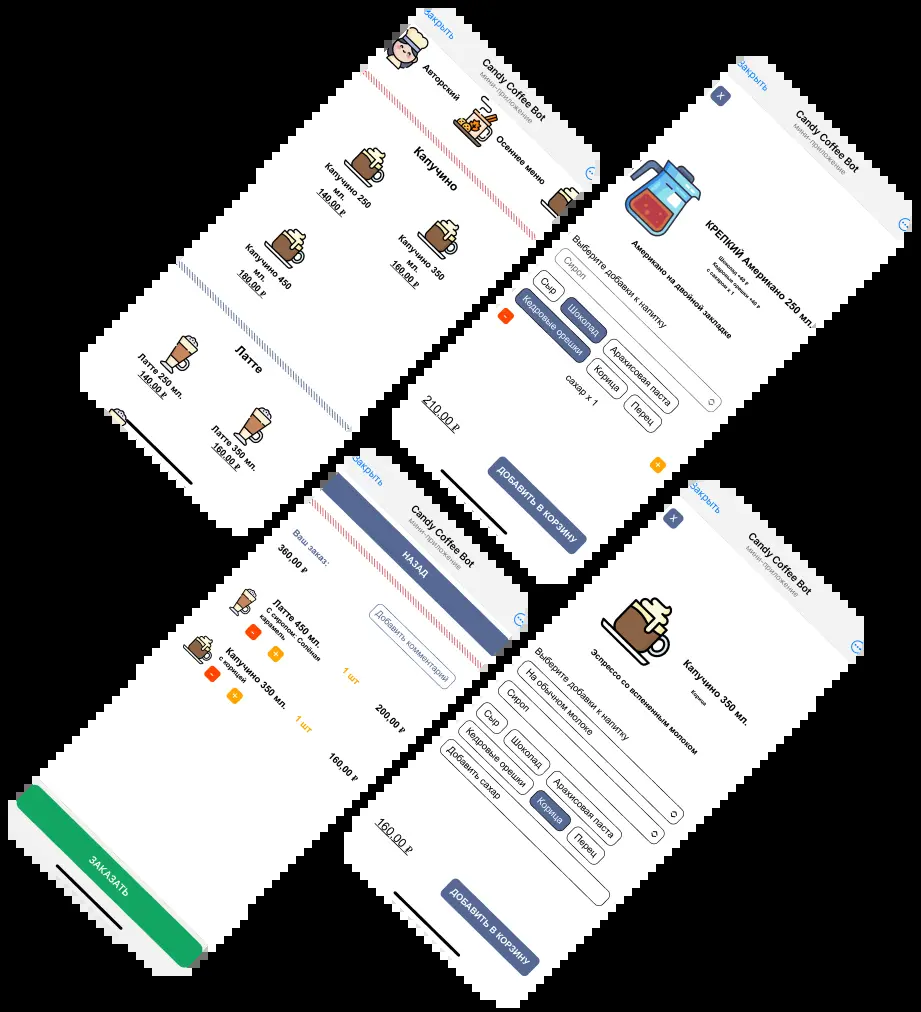 Закрыть
Candy Coffee Bot
мини-приложение
Авторский
Осеннее меню
Капучино
Капучино 250
мл.
140,00 ₽
Капучино 350
мл.
160,00 ₽
Капучино 450
мл.
180,00 ₽
Латте
Латте 250 мл.
140,00 ₽
Латте 350 мл.
160,00 ₽
Закрыть
Candy Coffee Bot
мини-приложение
X
КРЕПКИЙ Американо 250 мл.
Шоколад +40 ₽
Кедровые орешки +40 ₽
с сахаром x 1
Американо на двойной закладке
Выберите добавки к напитку
Сироп
Сыр
Шоколад
Арахисовая паста
Кедровые орешки
Корица
Перец
-
сахар x 1
+
210,00 ₽
ДОБАВИТЬ В КОРЗИНУ
Закрыть
Candy Coffee Bot
мини-приложение
НАЗАД
Ваш заказ:
360,00 ₽
Добавить комментарий
Латте 450 мл.
С сиропом: Солёная
карамель
-
+
1 шт
200,00 ₽
Капучино 350 мл.
с корицей
-
+
1 шт
160,00 ₽
ЗАКАЗАТЬ
Закрыть
Candy Coffee Bot
мини-приложение
X
Капучино 350 мл.
Корица
Эспрессо со вспененным молоком
Выберите добавки к напитку
На обычном молоке
Сироп
Сыр
Шоколад
Арахисовая паста
Кедровые орешки
Корица
Перец
Добавить сахар
160,00 ₽
ДОБАВИТЬ В КОРЗИНУ